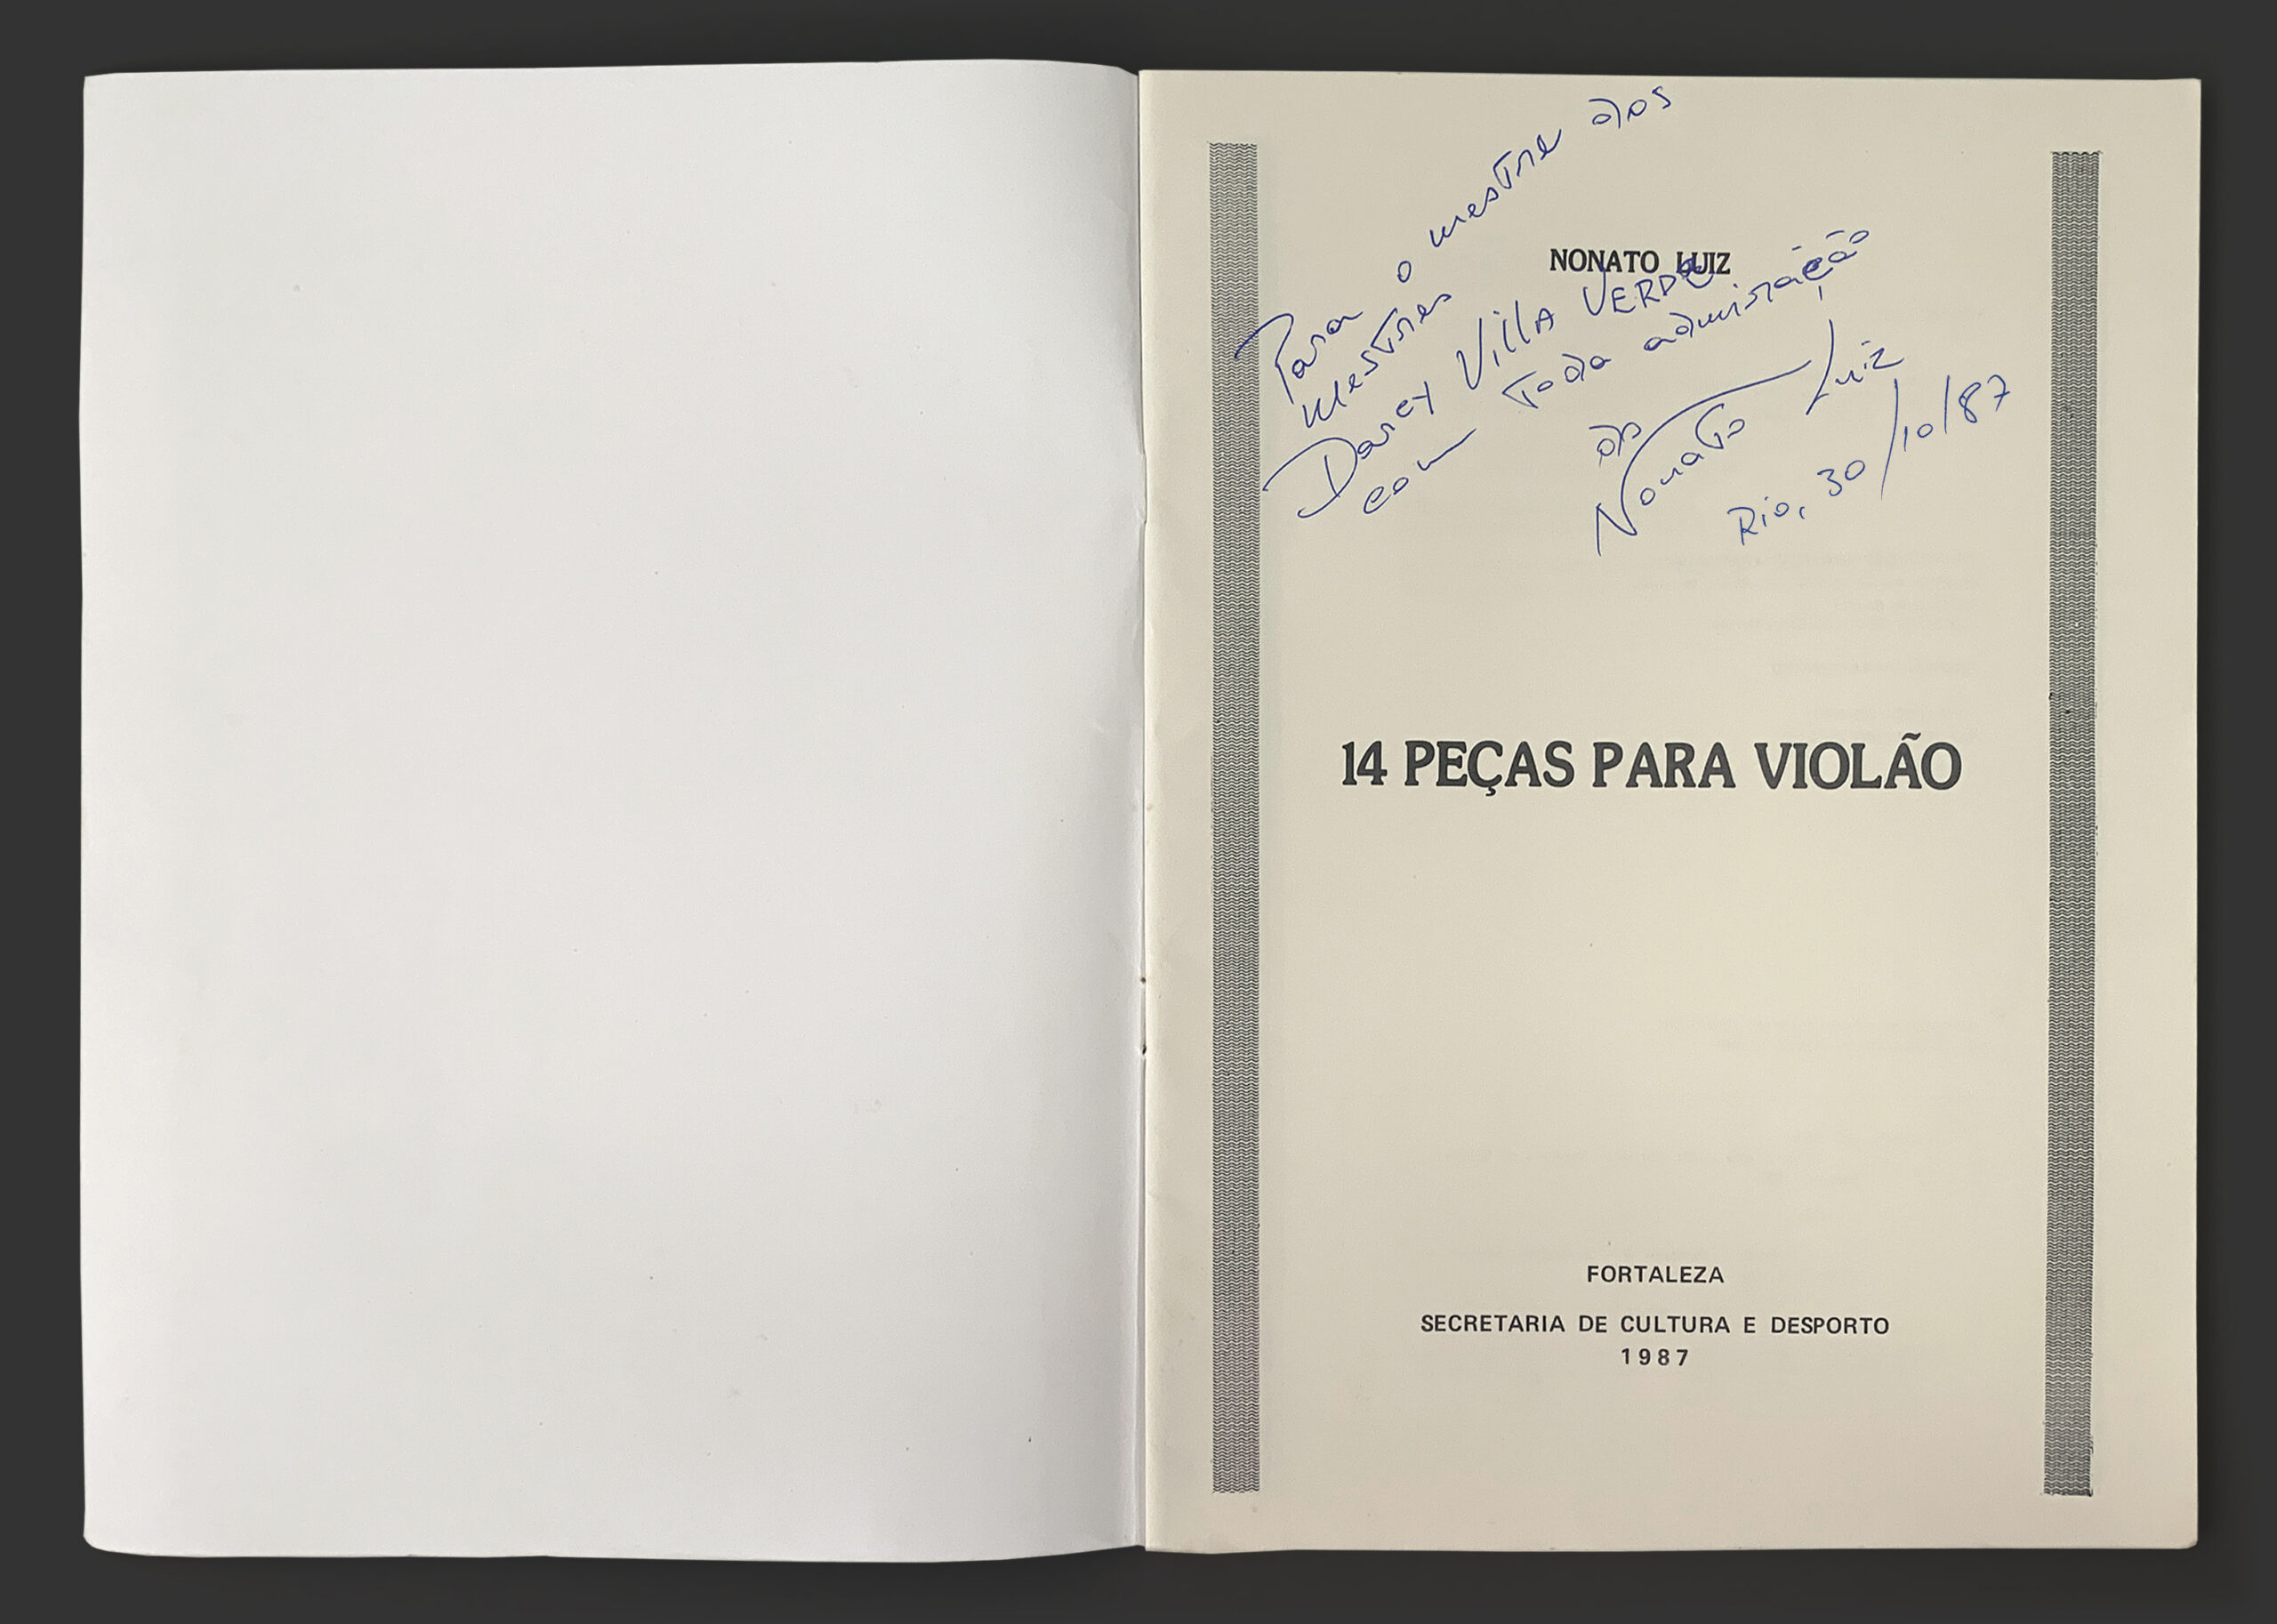 Para o mestre dos
mestres
Darcy Villa VERDe
com toda admiração
do
Nonato Luiz
Rio, 30/10/87
NONATO LUIZ
14 PEÇAS PARA VIOLÃO
FORTALEZA
SECRETARIA DE CULTURA E DESPORTO
1987